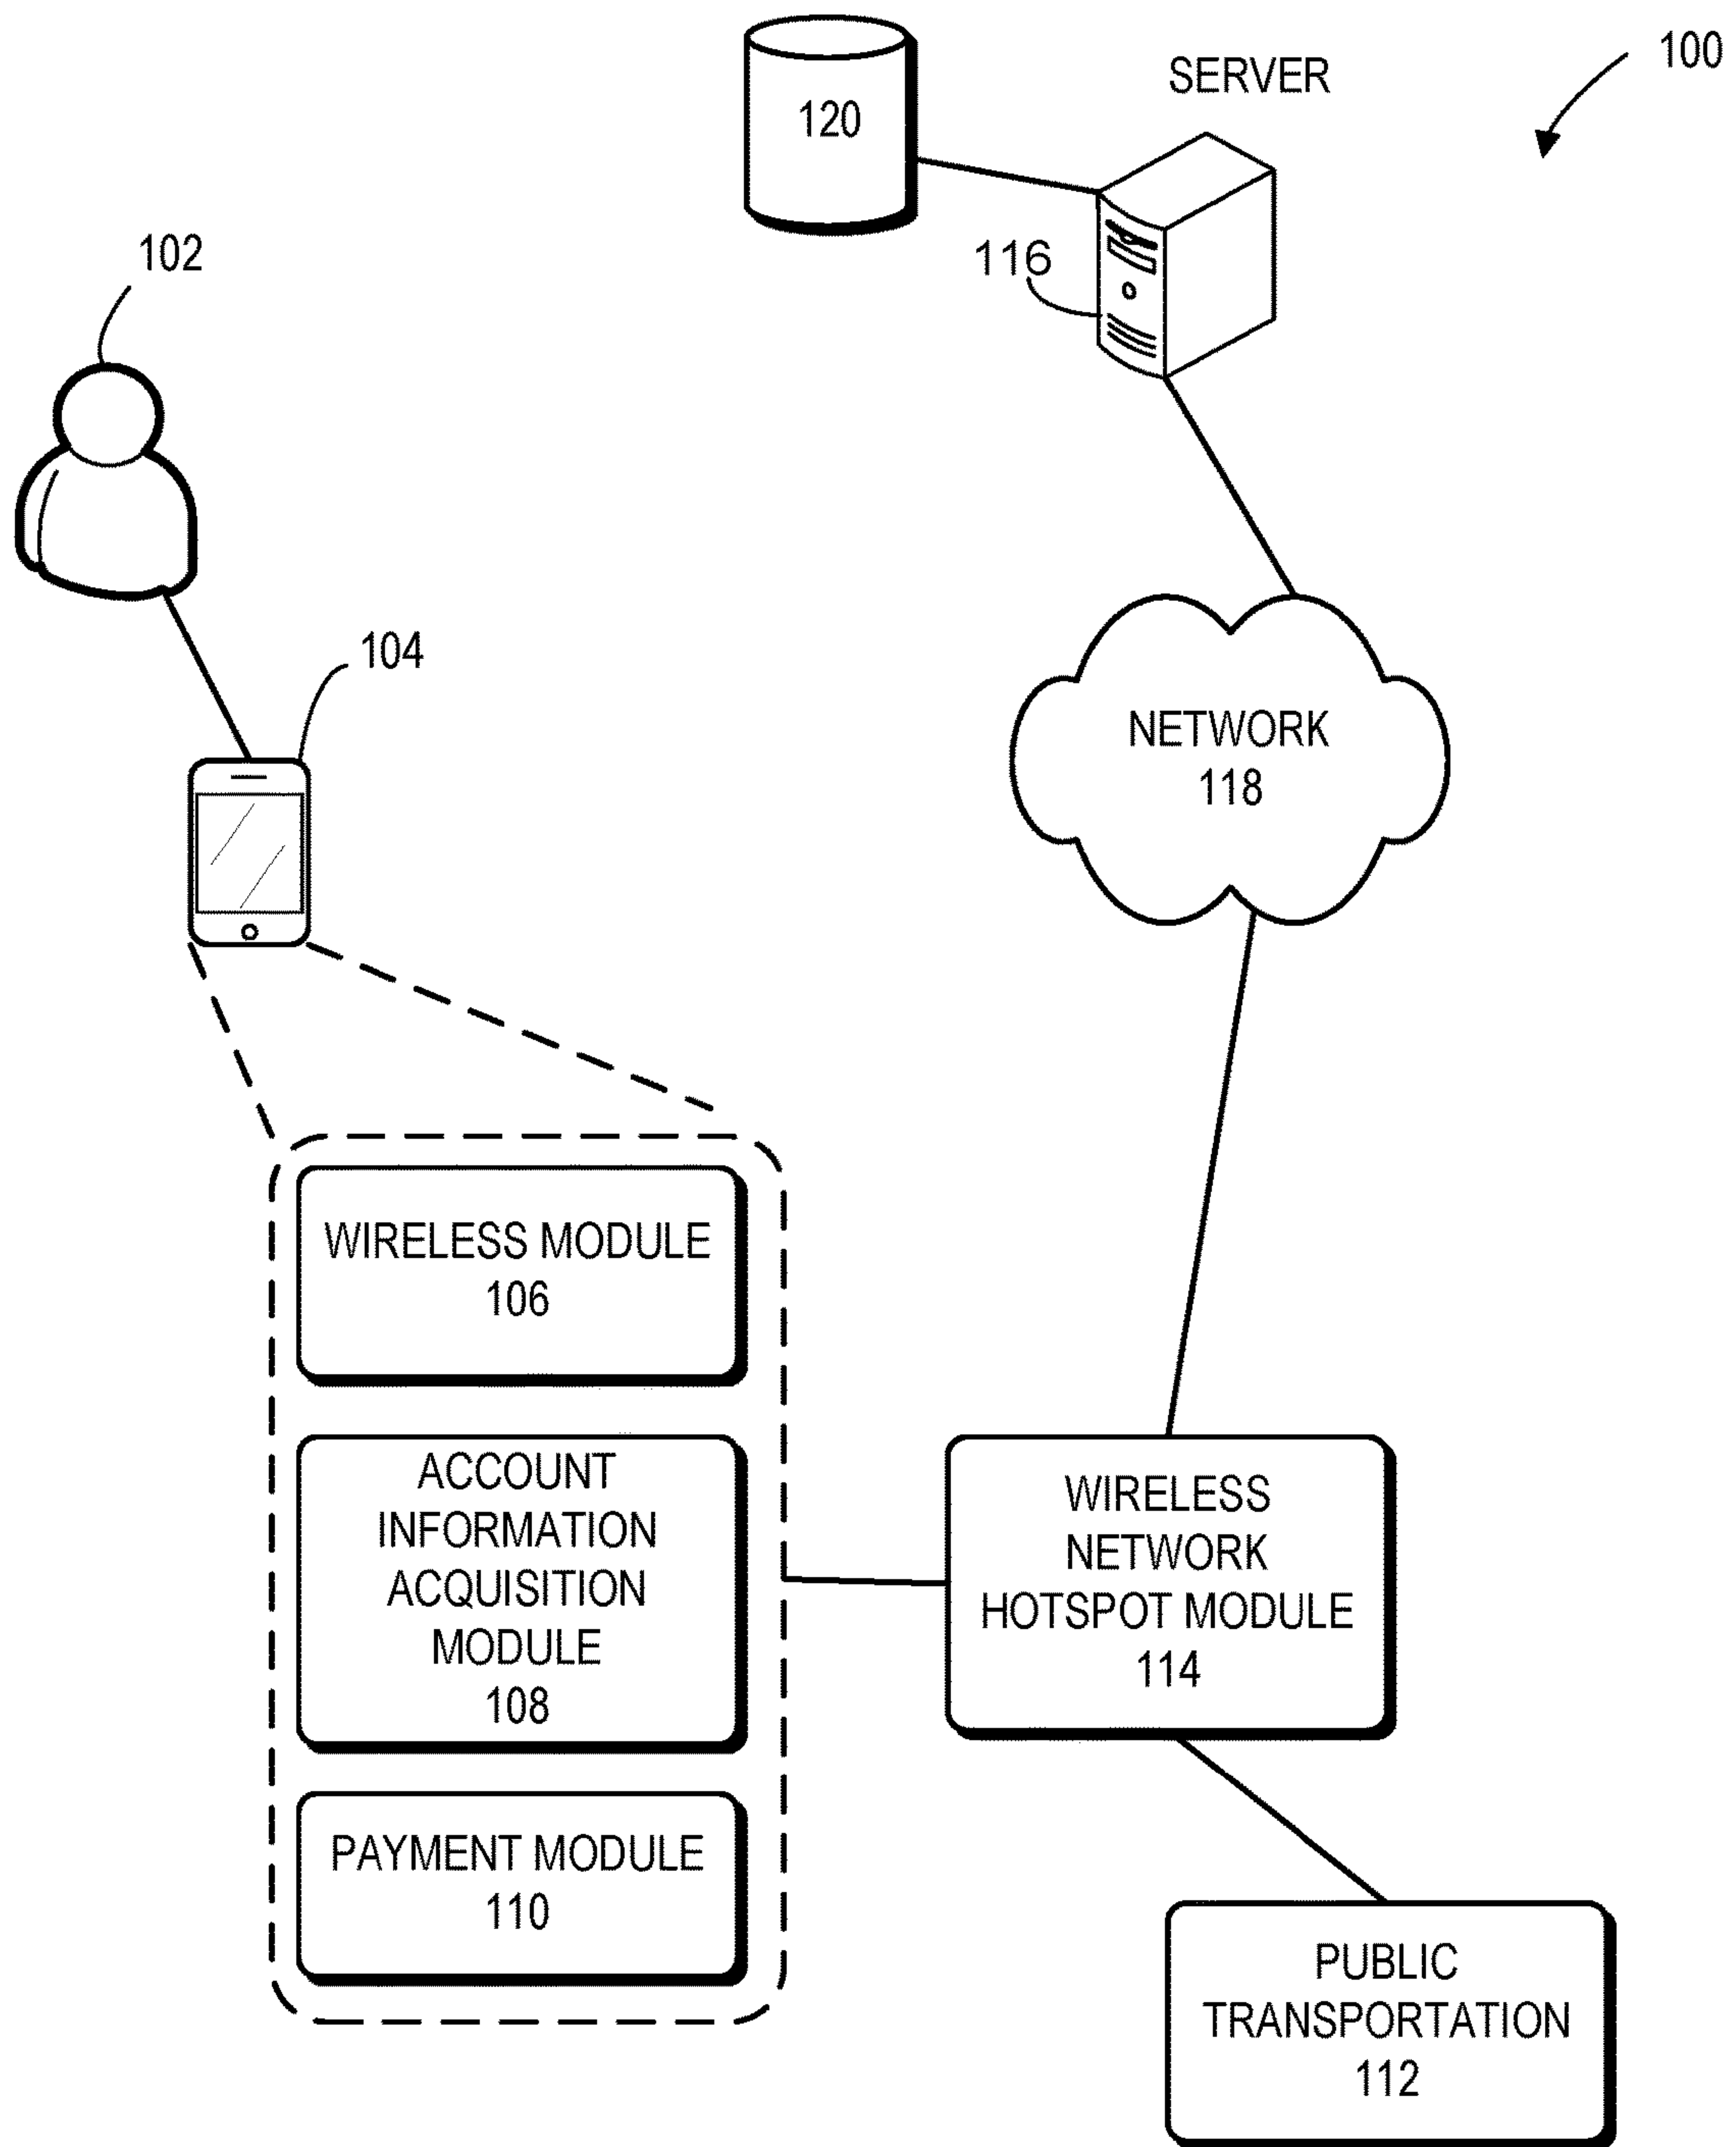 100
SERVER
120
116
102
104
NETWORK
118
WIRELESS MODULE
106
ACCOUNT
INFORMATION
ACQUISITION
MODULE
108
WIRELESS
NETWORK
HOTSPOT MODULE
114
PAYMENT MODULE
110
PUBLIC
TRANSPORTATION
112